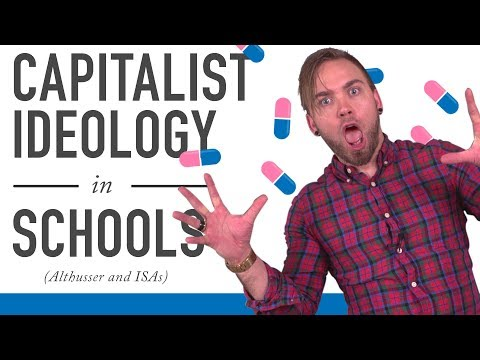 CAPITALIST
IDEOLOGY
in
SCHOOLS
(Althusser and ISAs)